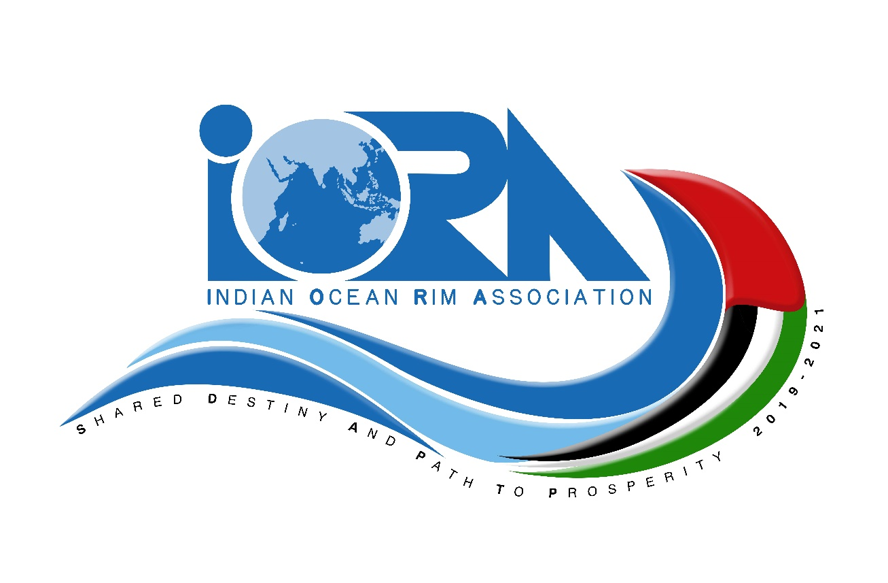 iORA
INDIAN OCEAN RIM ASSOCIATION
SHARED DESTINY AND PATH TO PROSPERITY 2019-2021